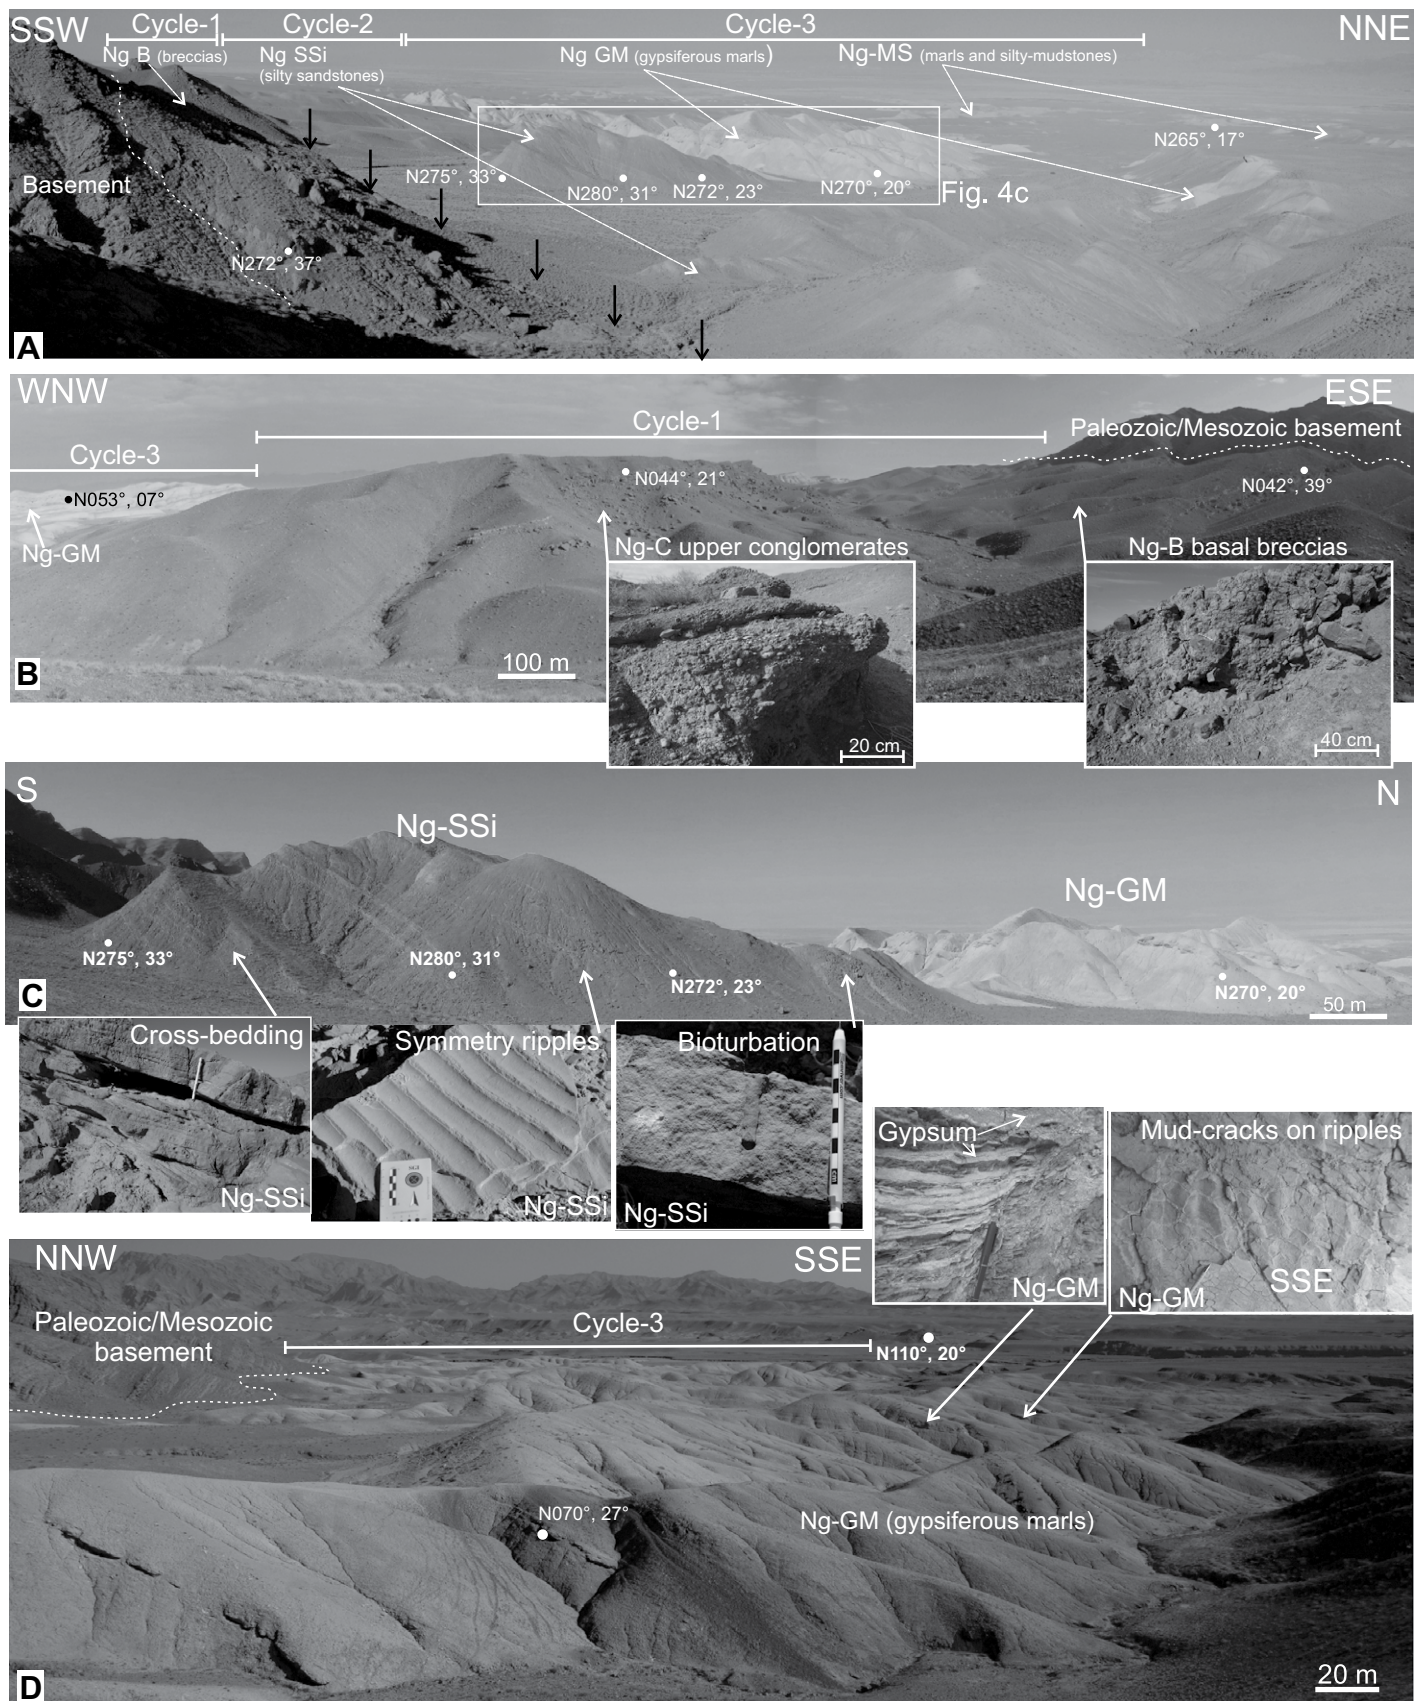 SSW
Cycle-1
Cycle-2
Cycle-3
NNE
Ng B (breccias)
Ng SSi
(silty sandstones)
Ng GM (gypsiferous marls)
Ng-MS (marls and silty-mudstones)
N265°, 17°
Basement
N275°, 33°
N280°, 31°
N272°, 23°
N270°, 20°
Fig. 4c
N272°, 37°
A
WNW
ESE
Cycle-1
Paleozoic/Mesozoic basement
Cycle-3
N044°, 21°
N042°, 39°
N053°, 07°
Ng-GM
Ng-C upper conglomerates
Ng-B basal breccias
100 m
B
20 cm
40 cm
S
N
Ng-SSi
Ng-GM
N275°, 33°
N280°, 31°
N272°, 23°
N270°, 20°
C
50 m
Cross-bedding
Ng-SSi
Symmetry ripples
Ng-SSi
Bioturbation
Ng-SSi
Gypsum
Ng-GM
Mud-cracks on ripples
SSE
Ng-GM
NNW
SSE
Paleozoic/Mesozoic
basement
Cycle-3
N110°, 20°
N070°, 27°
Ng-GM (gypsiferous marls)
D
20 m